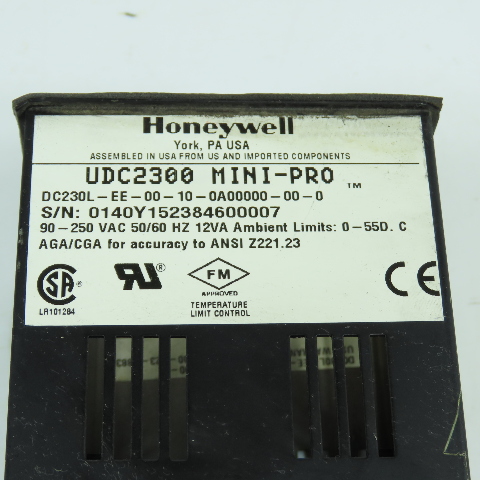 Honeywell
York, PA USA
ASSEMBLED IN USA FROM US AND IMPORTED COMPONENTS
UDC2300 MINI-PRO ™
DC230L-EE-00-10-0A00000-00-0
S/N: 0140Y152384600007
90-250 VAC 50/60 HZ 12VA Ambient Limits: 0-55D. C
AGA/CGA for accuracy to ANSI Z221.23
SA
LR101284
RU
FM
APPROVED
TEMPERATURE
LIMIT CONTROL
CE